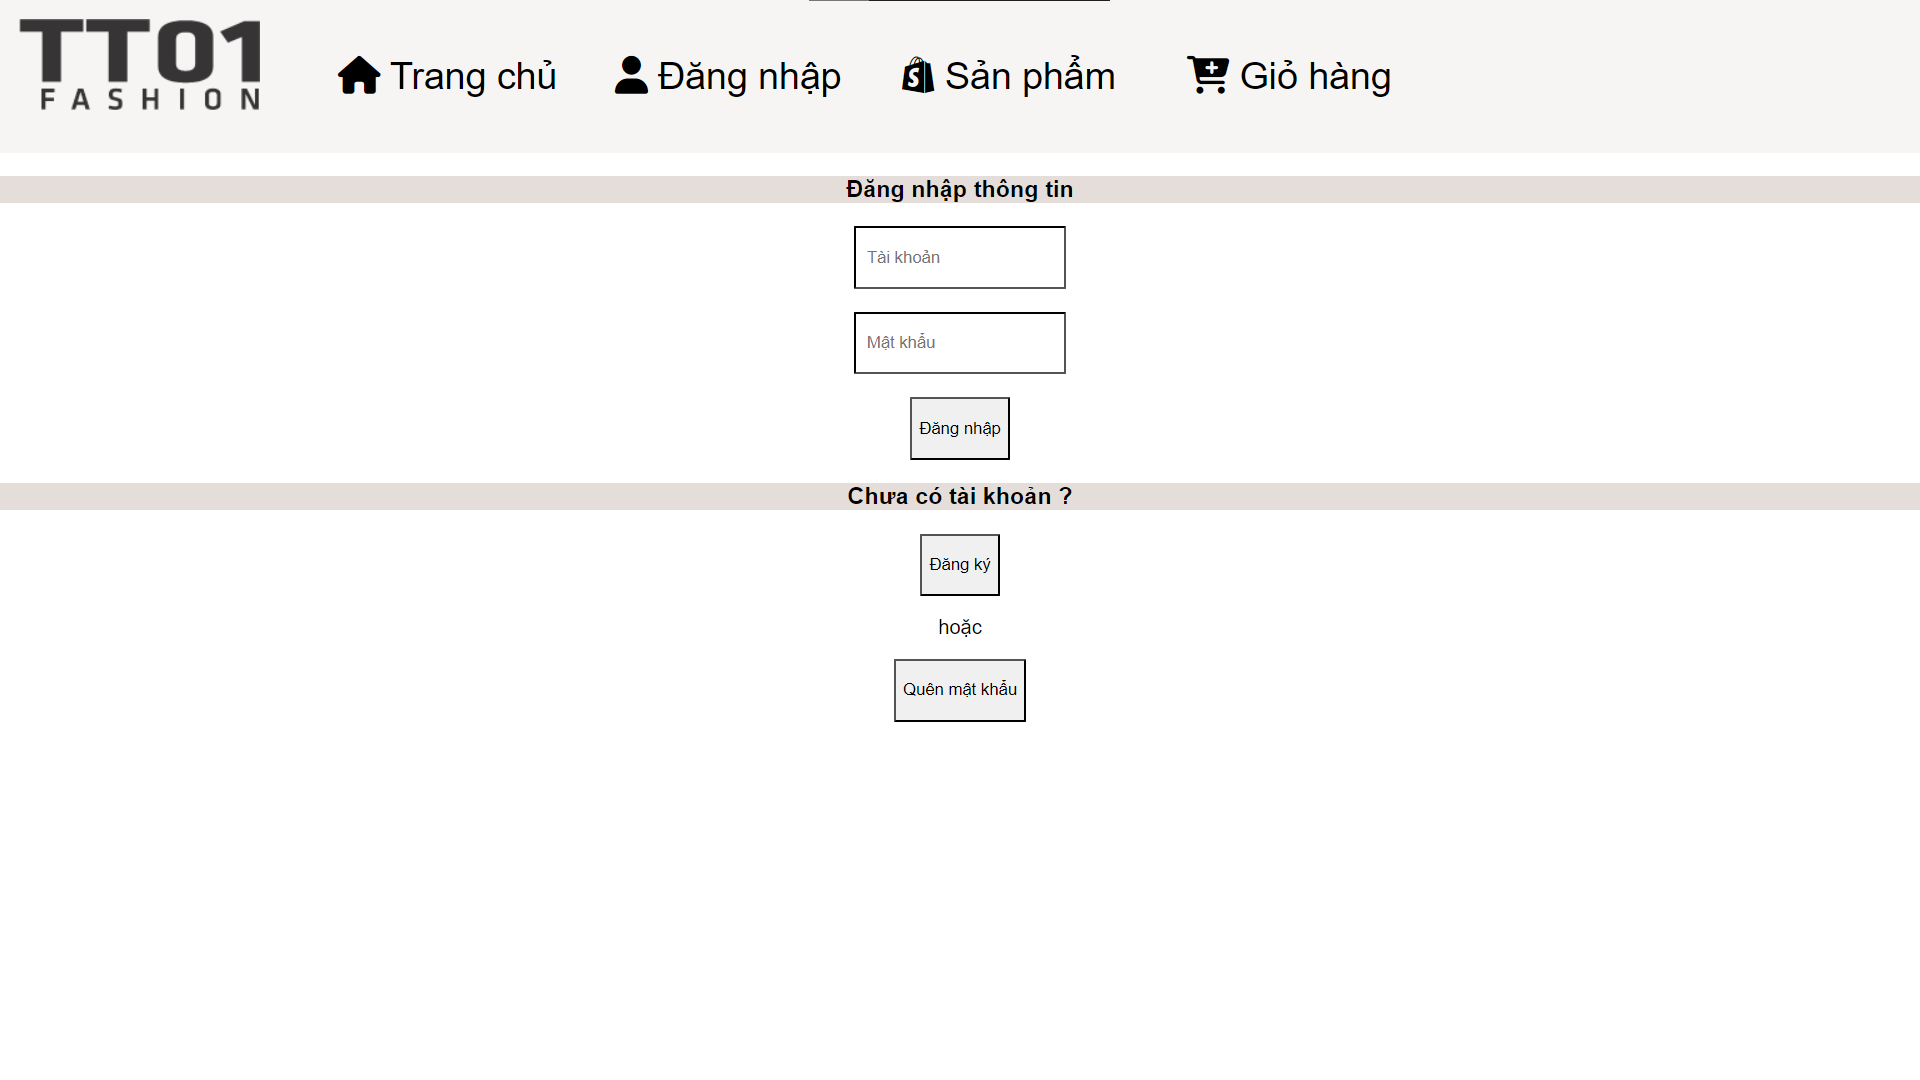 TT01
FASHION
Trang chủ
Đăng nhập
Sản phẩm
Giỏ hàng
Đăng nhập thông tin
Tài khoản
Mật khẩu
Đăng nhập
Chưa có tài khoản ?
Đăng ký
hoặc
Quên mật khẩu